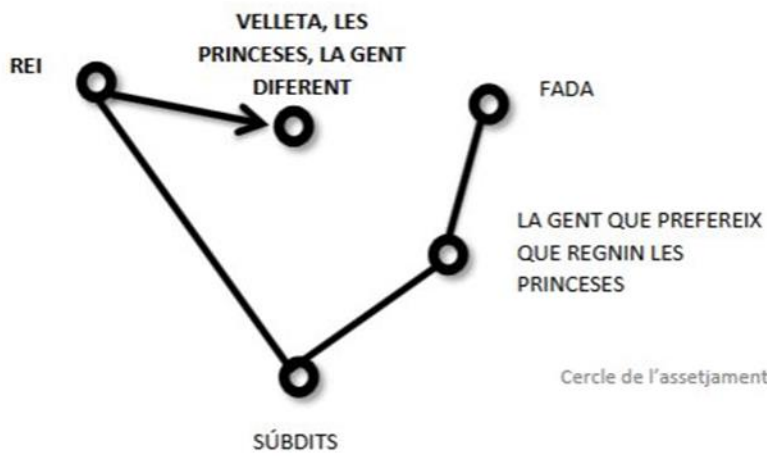 VELLETA, LES
PRINCESES, LA GENT
DIFERENT
REI
FADA
LA GENT QUE PREFEREIX
QUE REGNIN LES
PRINCESES
Cercle de l'assetjament
SÚBDITS